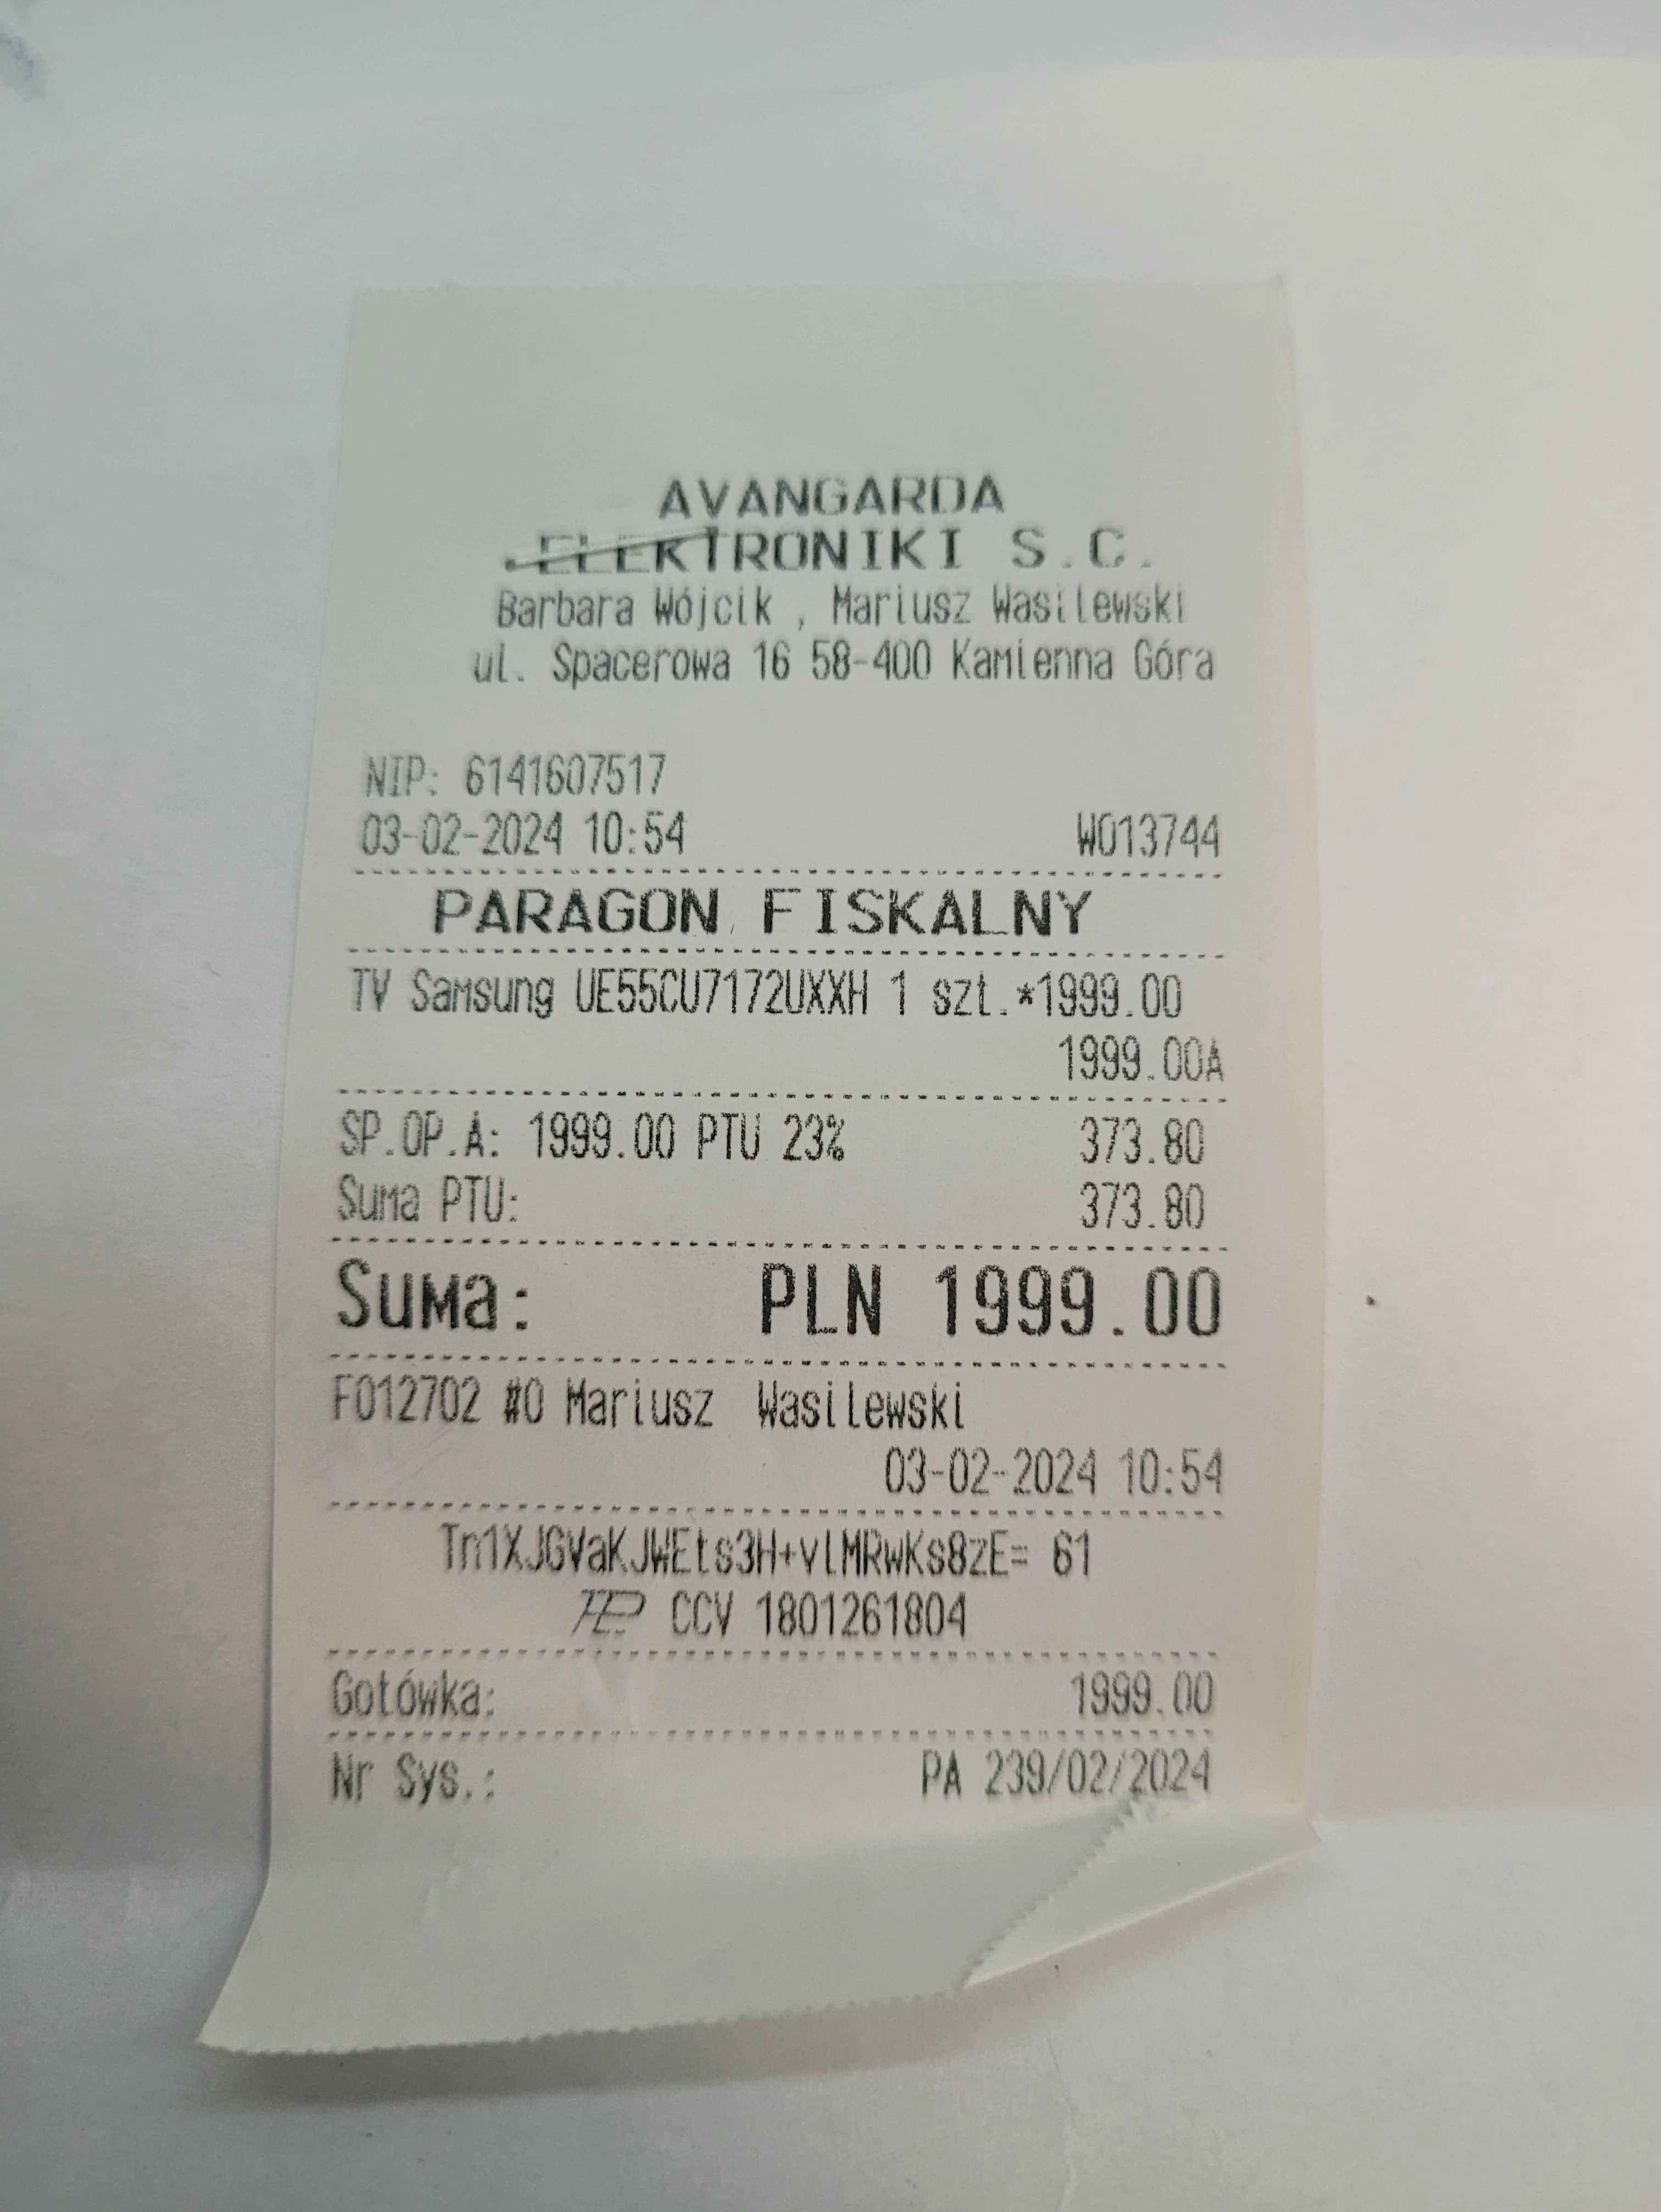 AVANGARDA
ELEKTRONIKI S.C.
Barbara Wójcik , Mariusz Wasilewski
ul. Spacerowa 16 58-400 Kamienna Góra
NIP: 6141607517
03-02-2024 10:54 W013744
PARAGON FISKALNY
TV Samsung UE55CU7172UXXH 1 szt.*1999.00
1999.00A
SP.OP.A: 1999.00 PTU 23% 373.80
Suma PTU: 373.80
Suma: PLN 1999.00
F012702 #0 Mariusz Wasilewski
03-02-2024 10:54
Tn1XJGVaKJWEts3H+vlMRwKs8zE= 61
CCV 1801261804
Gotówka: 1999.00
Nr Sys.: PA 239/02/2024